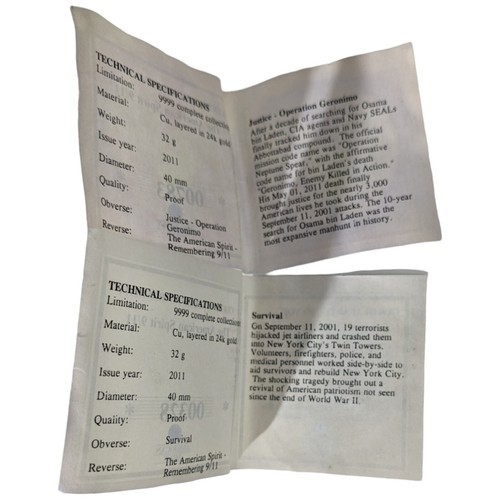 TECHNICAL SPECIFICATIONS
Limitation: 9999 complete collections
Material: Cu, layered in 24k gold
Weight: 32 g
Issue year: 2011
Diameter: 40 mm
Quality: Proof
Obverse: Justice - Operation
Geronimo
Reverse: The American Spirit -
Remembering 9/11
Justice - Operation Geronimo
After a decade of searching for Osama
bin Laden, CIA agents and Navy SEALs
finally tracked him down in his
Abbottabad compound. The official
mission code name was "Operation
Neptune Spear," with the affirmative
code name for bin Laden's death
"Geronimo, Enemy Killed in Action."
His May 01, 2011 death finally
brought justice for the nearly 3,000
American lives he took during the
September 11, 2001 attacks. The 10-year
search for Osama bin Laden was the
most expansive manhunt in history.
TECHNICAL SPECIFICATIONS
Limitation: 9999 complete collections
Material: Cu, layered in 24k gold
Weight: 32 g
Issue year: 2011
Diameter: 40 mm
Quality: Proof
Obverse: Survival
Reverse: The American Spirit -
Remembering 9/11
Survival
On September 11, 2001, 19 terrorists
hijacked jet airliners and crashed them
into New York City's Twin Towers.
Volunteers, firefighters, police, and
medical personnel worked side-by-side to
aid survivors and rebuild New York City.
The shocking tragedy brought out a
revival of American patriotism not seen
since the end of World War II.